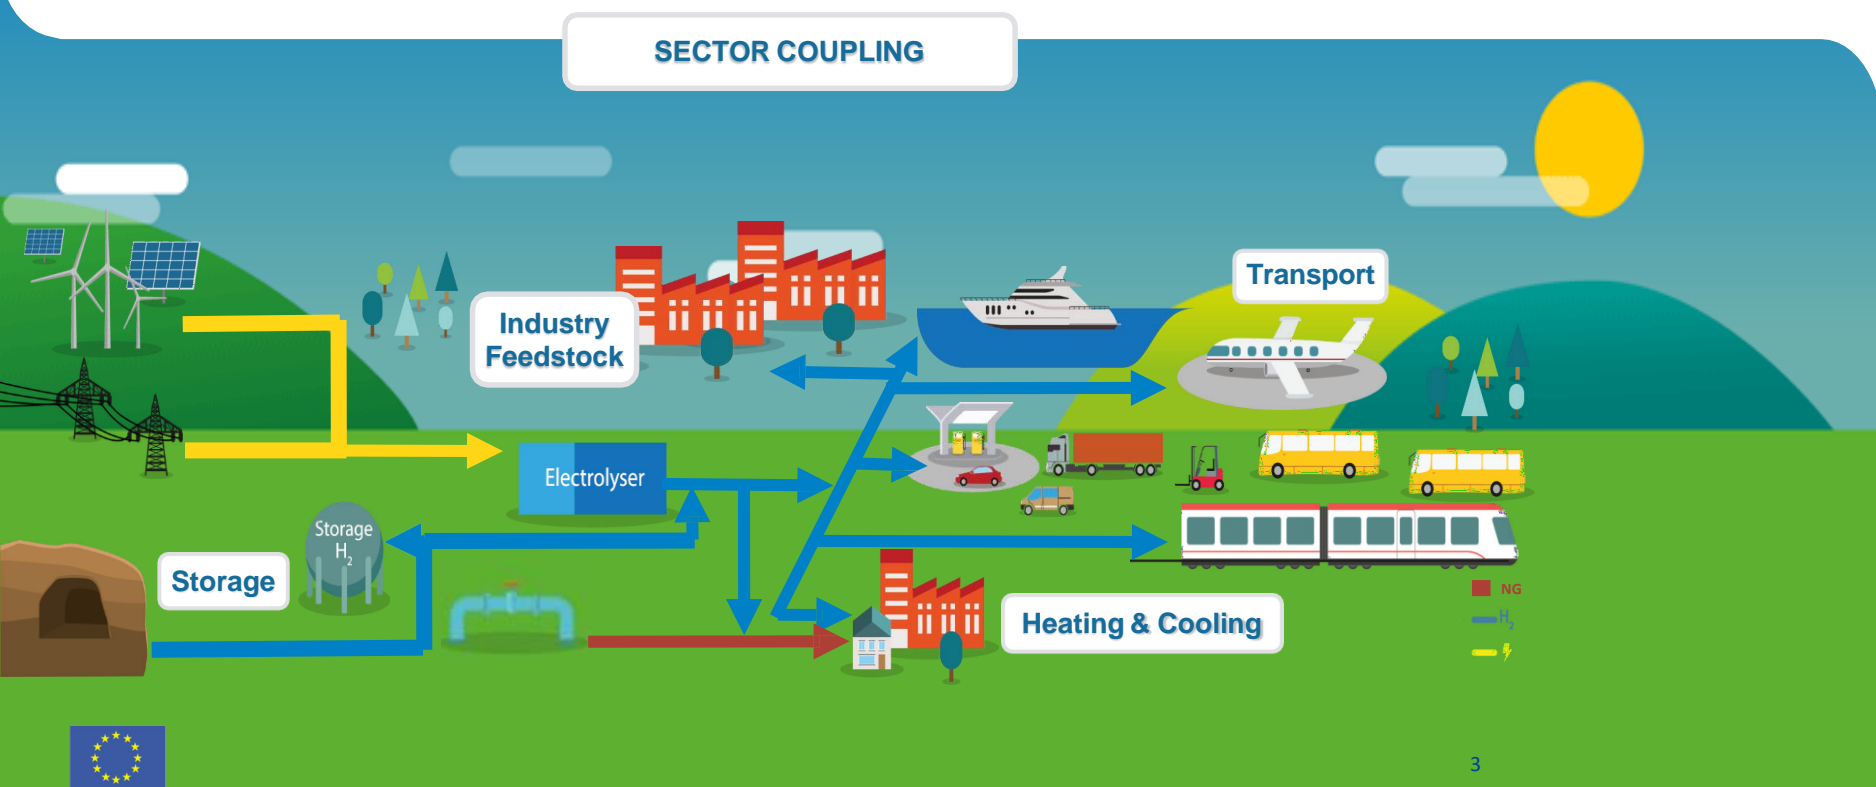 SECTOR COUPLING
Transport
Industry
Feedstock
Electrolyser
Storage
H2
Storage
Heating & Cooling
NG
H2
3